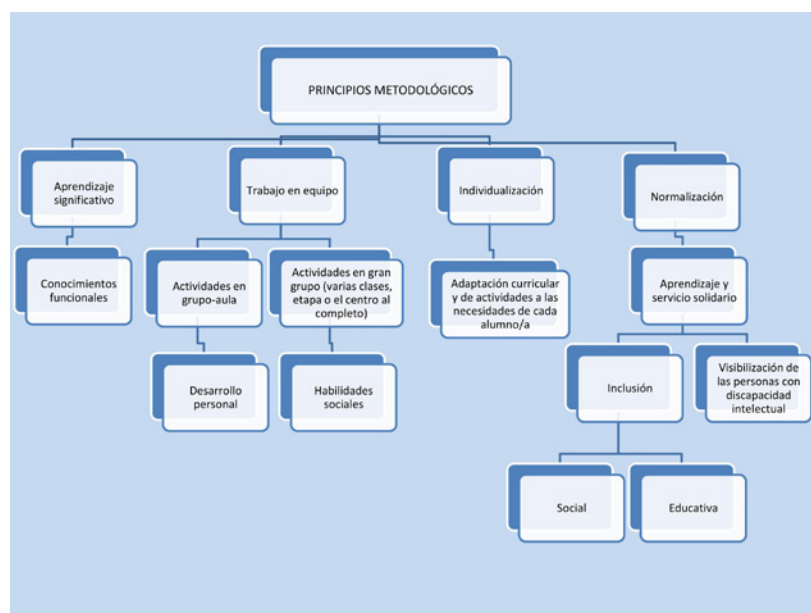 PRINCIPIOS METODOLÓGICOS
Aprendizaje
significativo
Trabajo en equipo
Individualización
Normalización
Conocimientos
funcionales
Actividades en
grupo-aula
Actividades en gran
grupo (varias clases,
etapa o el centro al
completo)
Adaptación curricular
y de actividades a las
necesidades de cada
alumno/a
Aprendizaje y
servicio solidario
Desarrollo
personal
Habilidades
sociales
Inclusión
Visibilización de
las personas con
discapacidad
intelectual
Social
Educativa